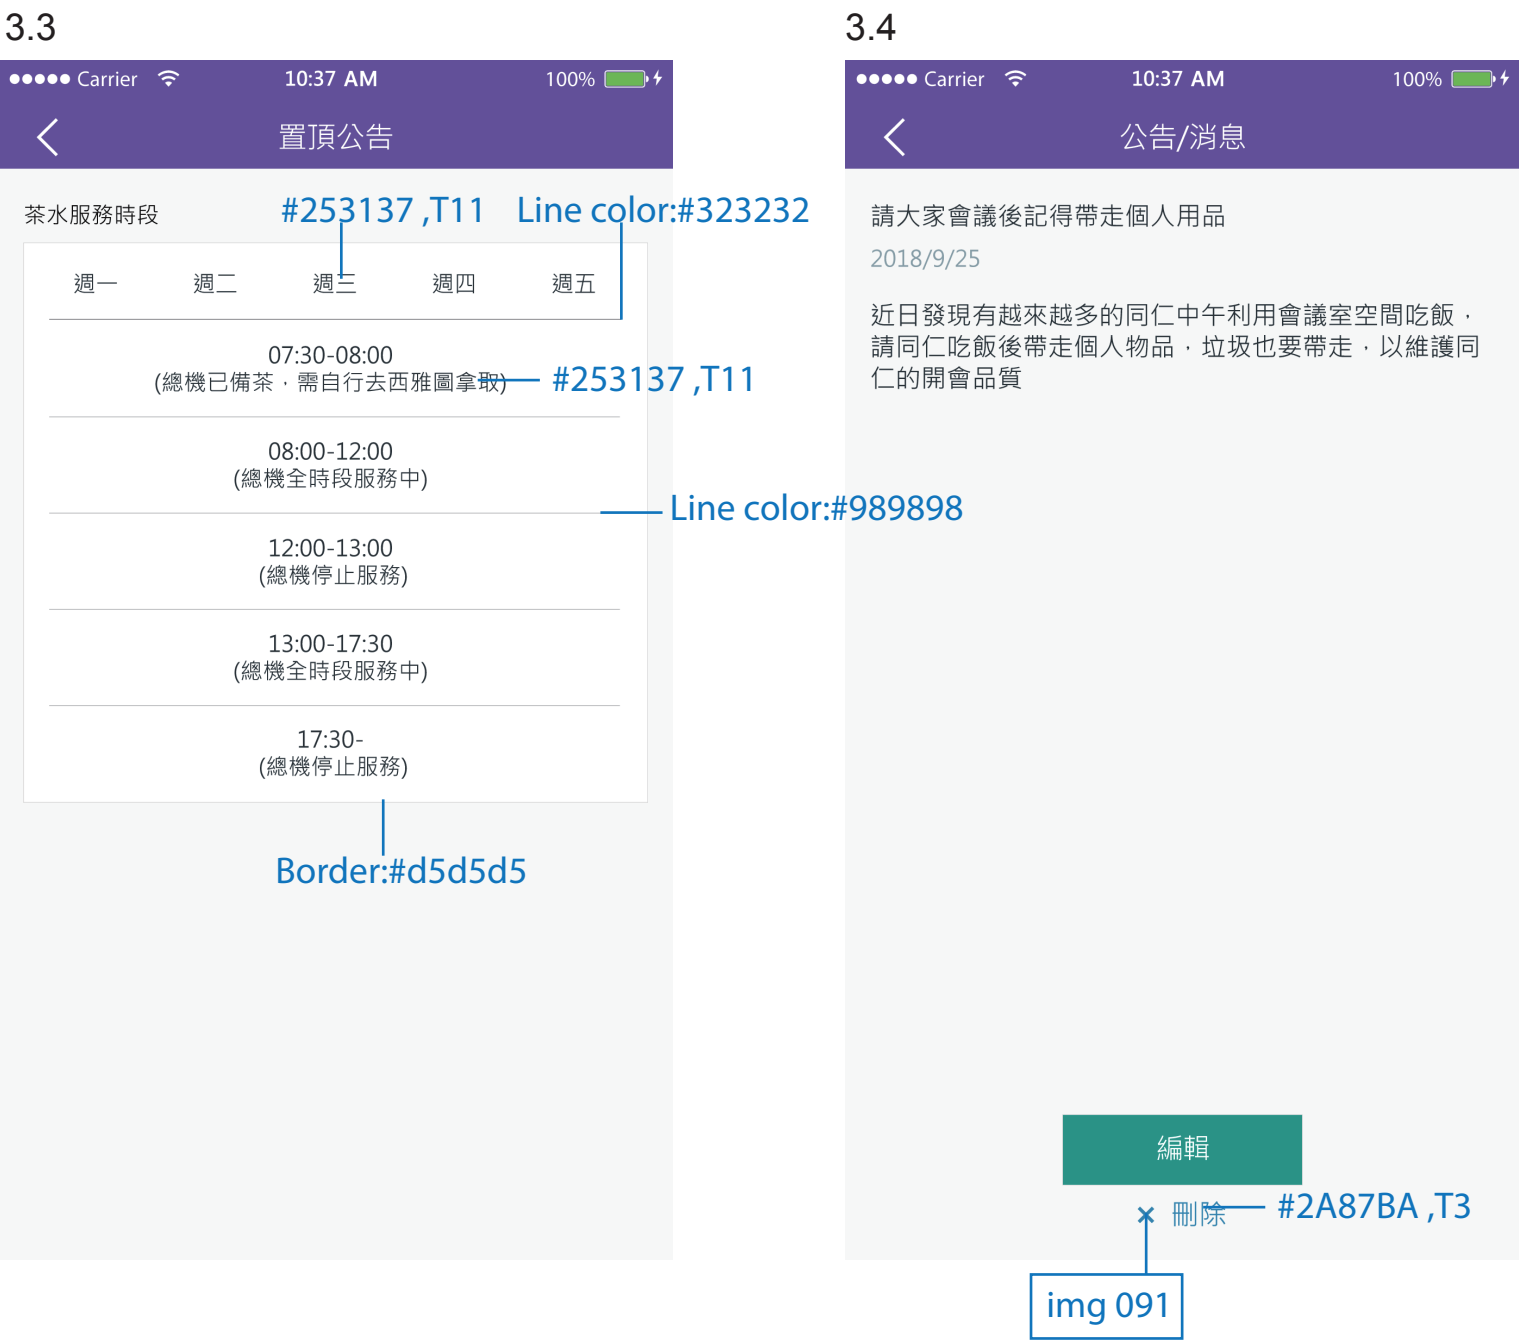 3.3
Carrier 10:37 AM 100%
置頂公告
茶水服務時段
#253137 ,T11
Line color:#323232
週一 週二 週三 週四 週五
07:30-08:00
(總機已備茶，需自行去西雅圖拿取)
#253137 ,T11
08:00-12:00
(總機全時段服務中)
Line color:#989898
12:00-13:00
(總機停止服務)
13:00-17:30
(總機全時段服務中)
17:30-
(總機停止服務)
Border:#d5d5d5
3.4
Carrier 10:37 AM 100%
公告/消息
請大家會議後記得帶走個人用品
2018/9/25
近日發現有越來越多的同仁中午利用會議室空間吃飯，
請同仁吃飯後帶走個人物品，垃圾也要帶走，以維護同
仁的開會品質
編輯
刪除
#2A87BA ,T3
img 091